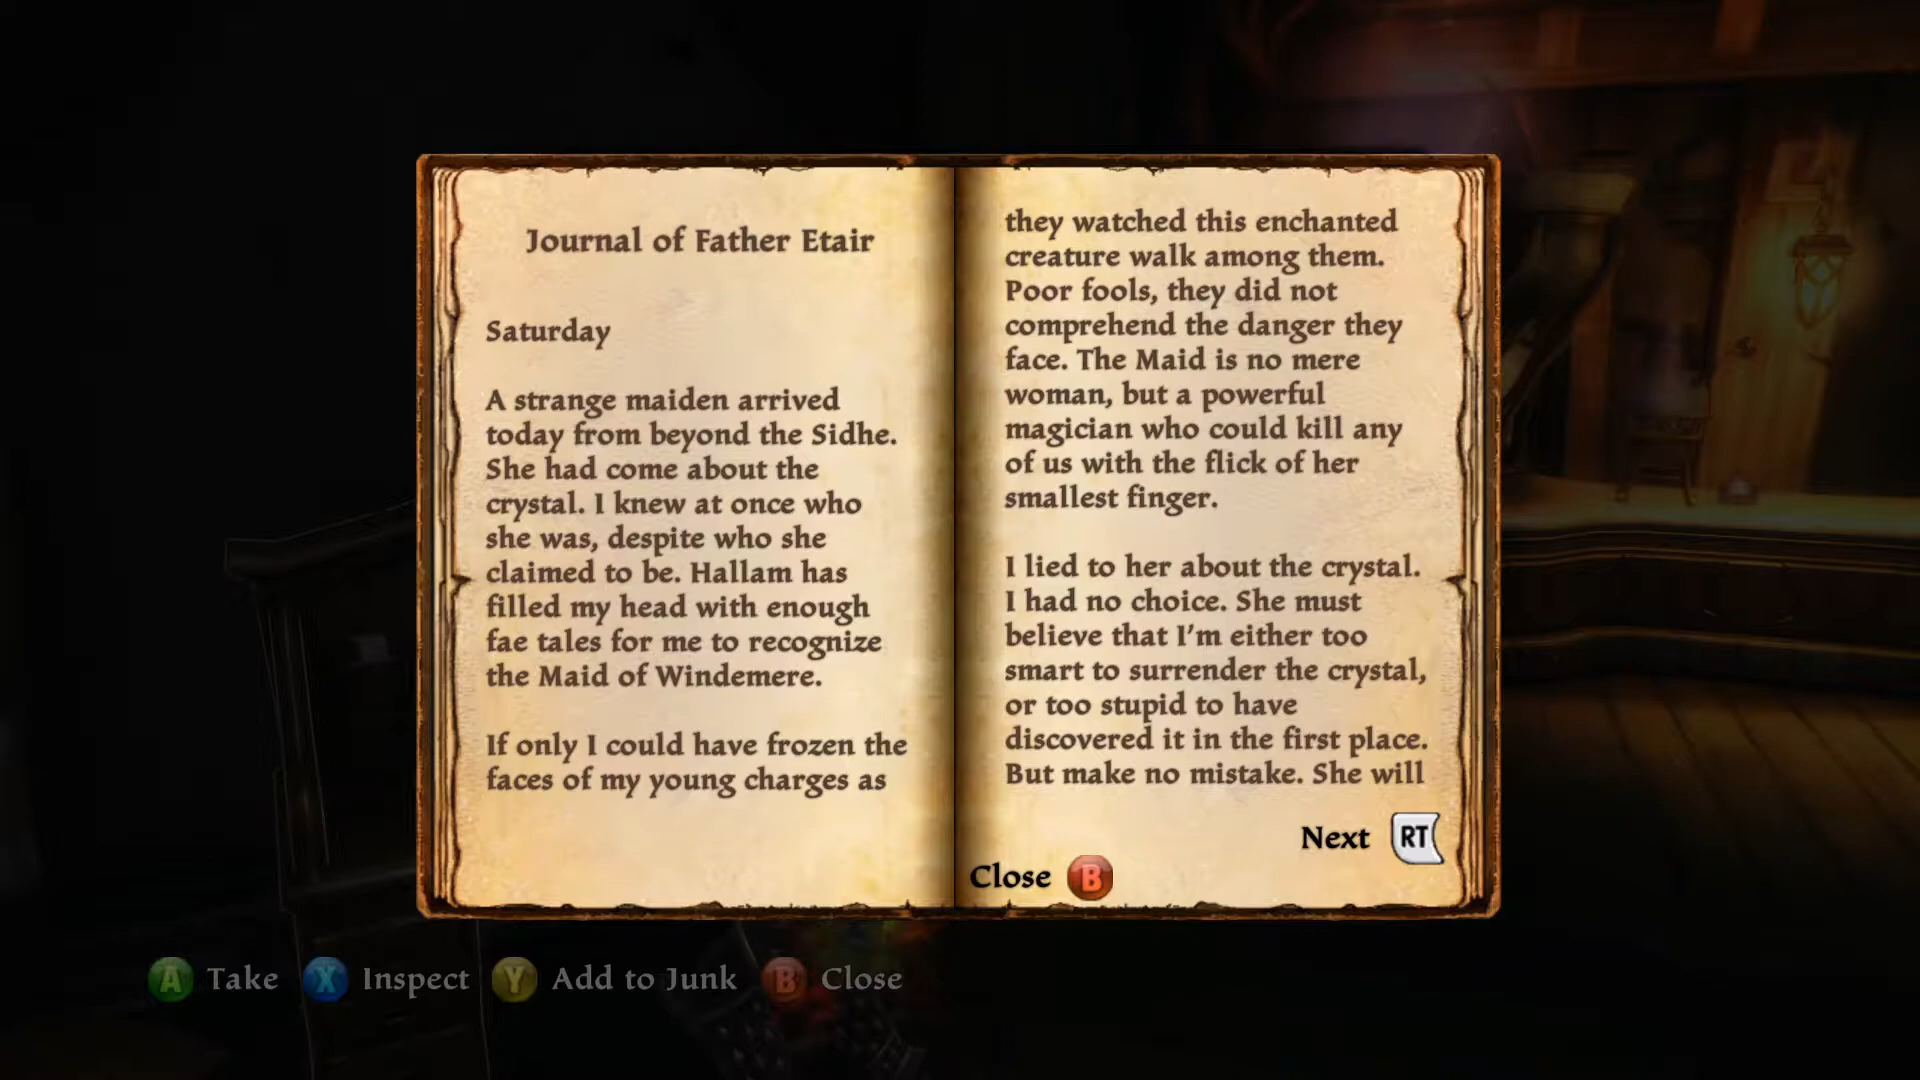 Journal of Father Etair
Saturday
A strange maiden arrived
today from beyond the Sidhe.
She had come about the
crystal. I knew at once who
she was, despite who she
claimed to be. Hallam has
filled my head with enough
fae tales for me to recognize
the Maid of Windemere.
If only I could have frozen the
faces of my young charges as
they watched this enchanted
creature walk among them.
Poor fools, they did not
comprehend the danger they
face. The Maid is no mere
woman, but a powerful
magician who could kill any
of us with the flick of her
smallest finger.
I lied to her about the crystal.
I had no choice. She must
believe that I'm either too
smart to surrender the crystal,
or too stupid to have
discovered it in the first place.
But make no mistake. She will
Next RT
Close B
A Take X Inspect Y Add to Junk B Close